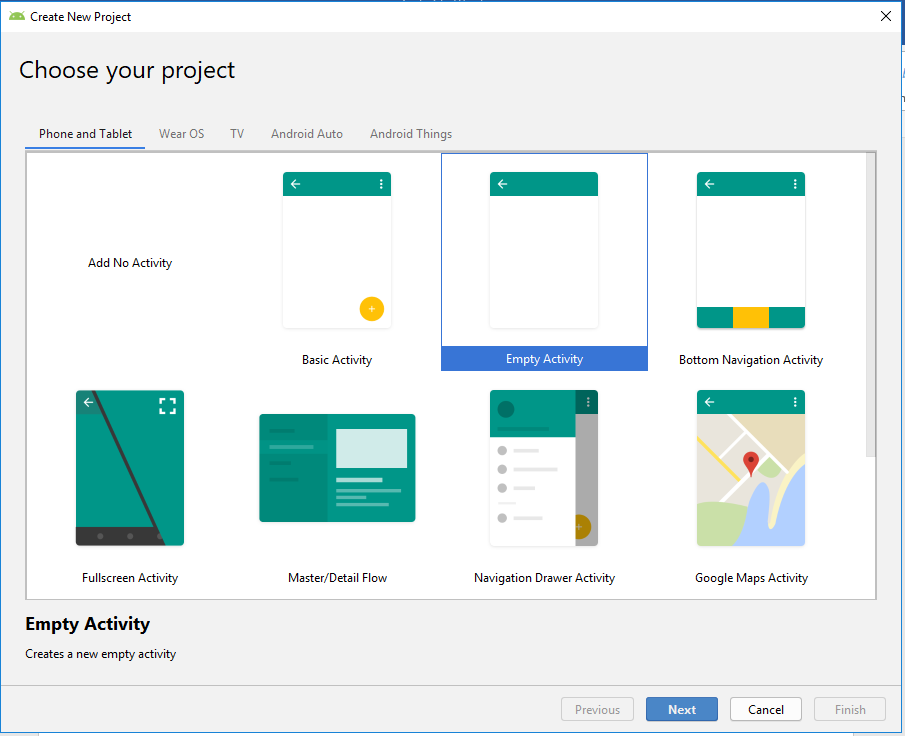 Create New Project
Choose your project
Phone and Tablet Wear OS TV Android Auto Android Things
Add No Activity
Basic Activity
Empty Activity
Bottom Navigation Activity
Fullscreen Activity
Master/Detail Flow
Navigation Drawer Activity
Google Maps Activity
Empty Activity
Creates a new empty activity
Previous Next Cancel Finish